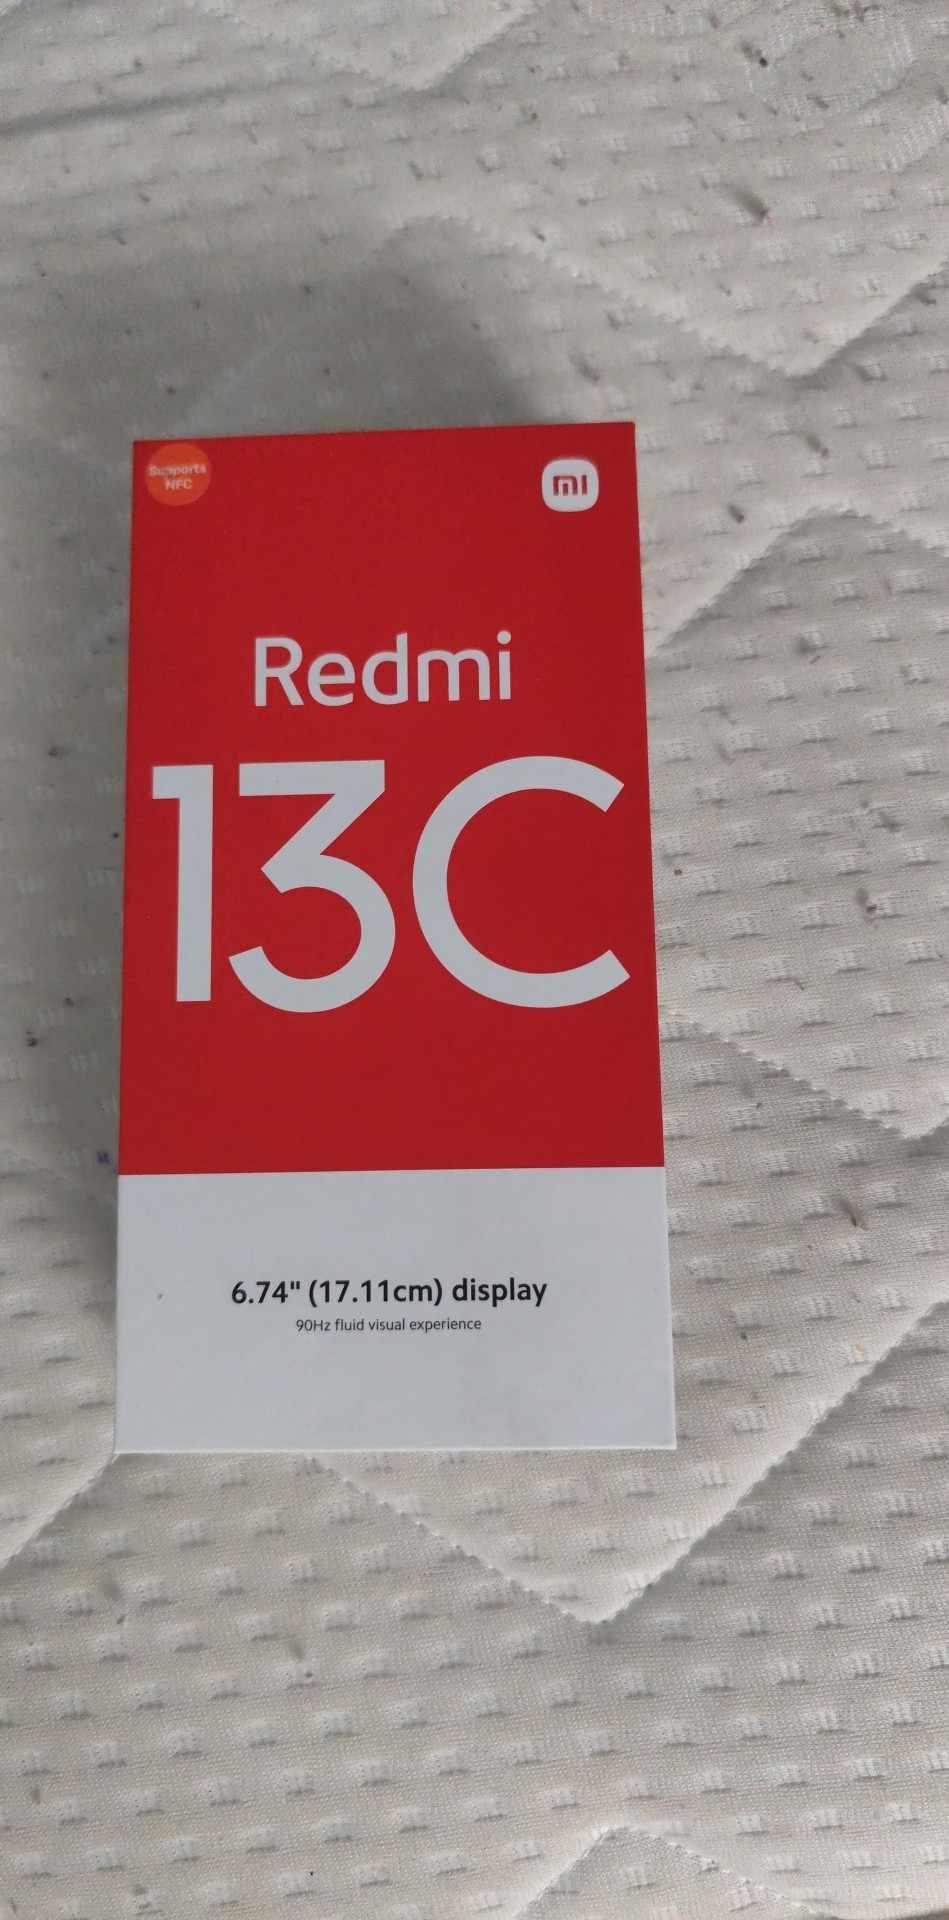 Supports
NFC
mi
Redmi
13C
6.74" (17.11cm) display
90Hz fluid visual experience